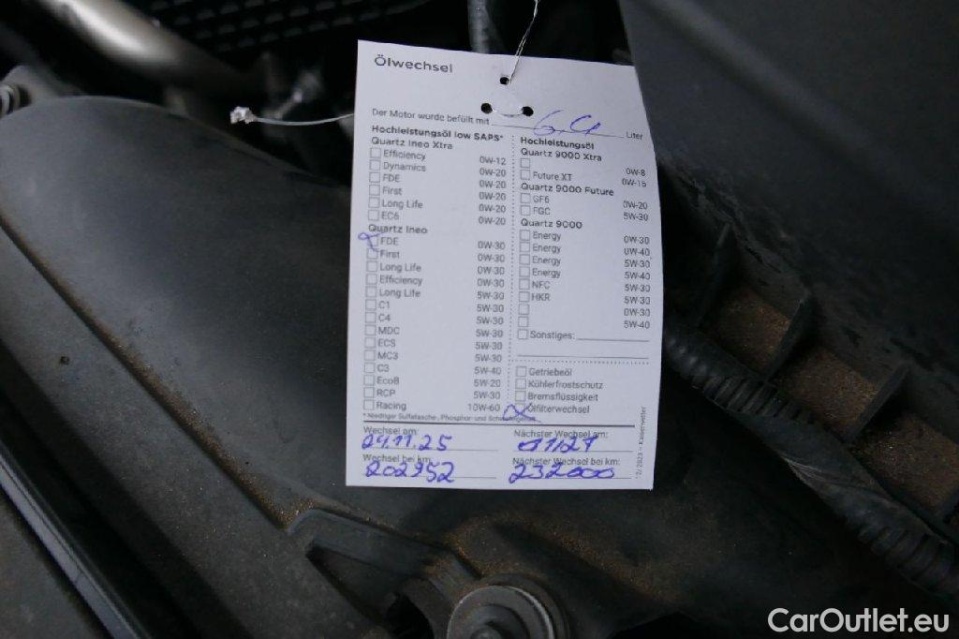 Ölwechsel
Der Motor wurde befüllt mit Liter
Hochleistungsöl low SAPS*
Quartz Ineo Xtra
Efficiency 0W-12
Dynamics 0W-20
FDE 0W-20
First 0W-20
Long Life 0W-20
EC6 0W-20
Quartz Ineo
FDE 0W-30
First 0W-30
Long Life 0W-30
Efficiency 0W-30
Long Life 5W-30
C1 5W-30
C4 5W-30
MDC 5W-30
ECS 5W-30
MC3 5W-30
C3 5W-40
EcoB 5W-20
RCP 5W-30
Racing 10W-60
* Niedriger Sulfatasche-, Phosphor- und
Hochleistungsöl
Quartz 9000 Xtra
0W-8
Future XT 0W-16
Quartz 9000 Future
GF6 0W-20
FGC 5W-30
Quartz 9000
Energy 0W-30
Energy 0W-40
Energy 5W-30
Energy 5W-40
NFC 5W-30
HKR 5W-30
0W-30
5W-40
Sonstiges:
Getriebeöl
Kühlerfrostschutz
Bremsflüssigkeit
Ölfilterwechsel
Wechsel am: Nächster Wechsel am:
24.11.25 11/27
Wechsel bei km: Nächster Wechsel bei km:
202952 232000
CarOutlet.eu